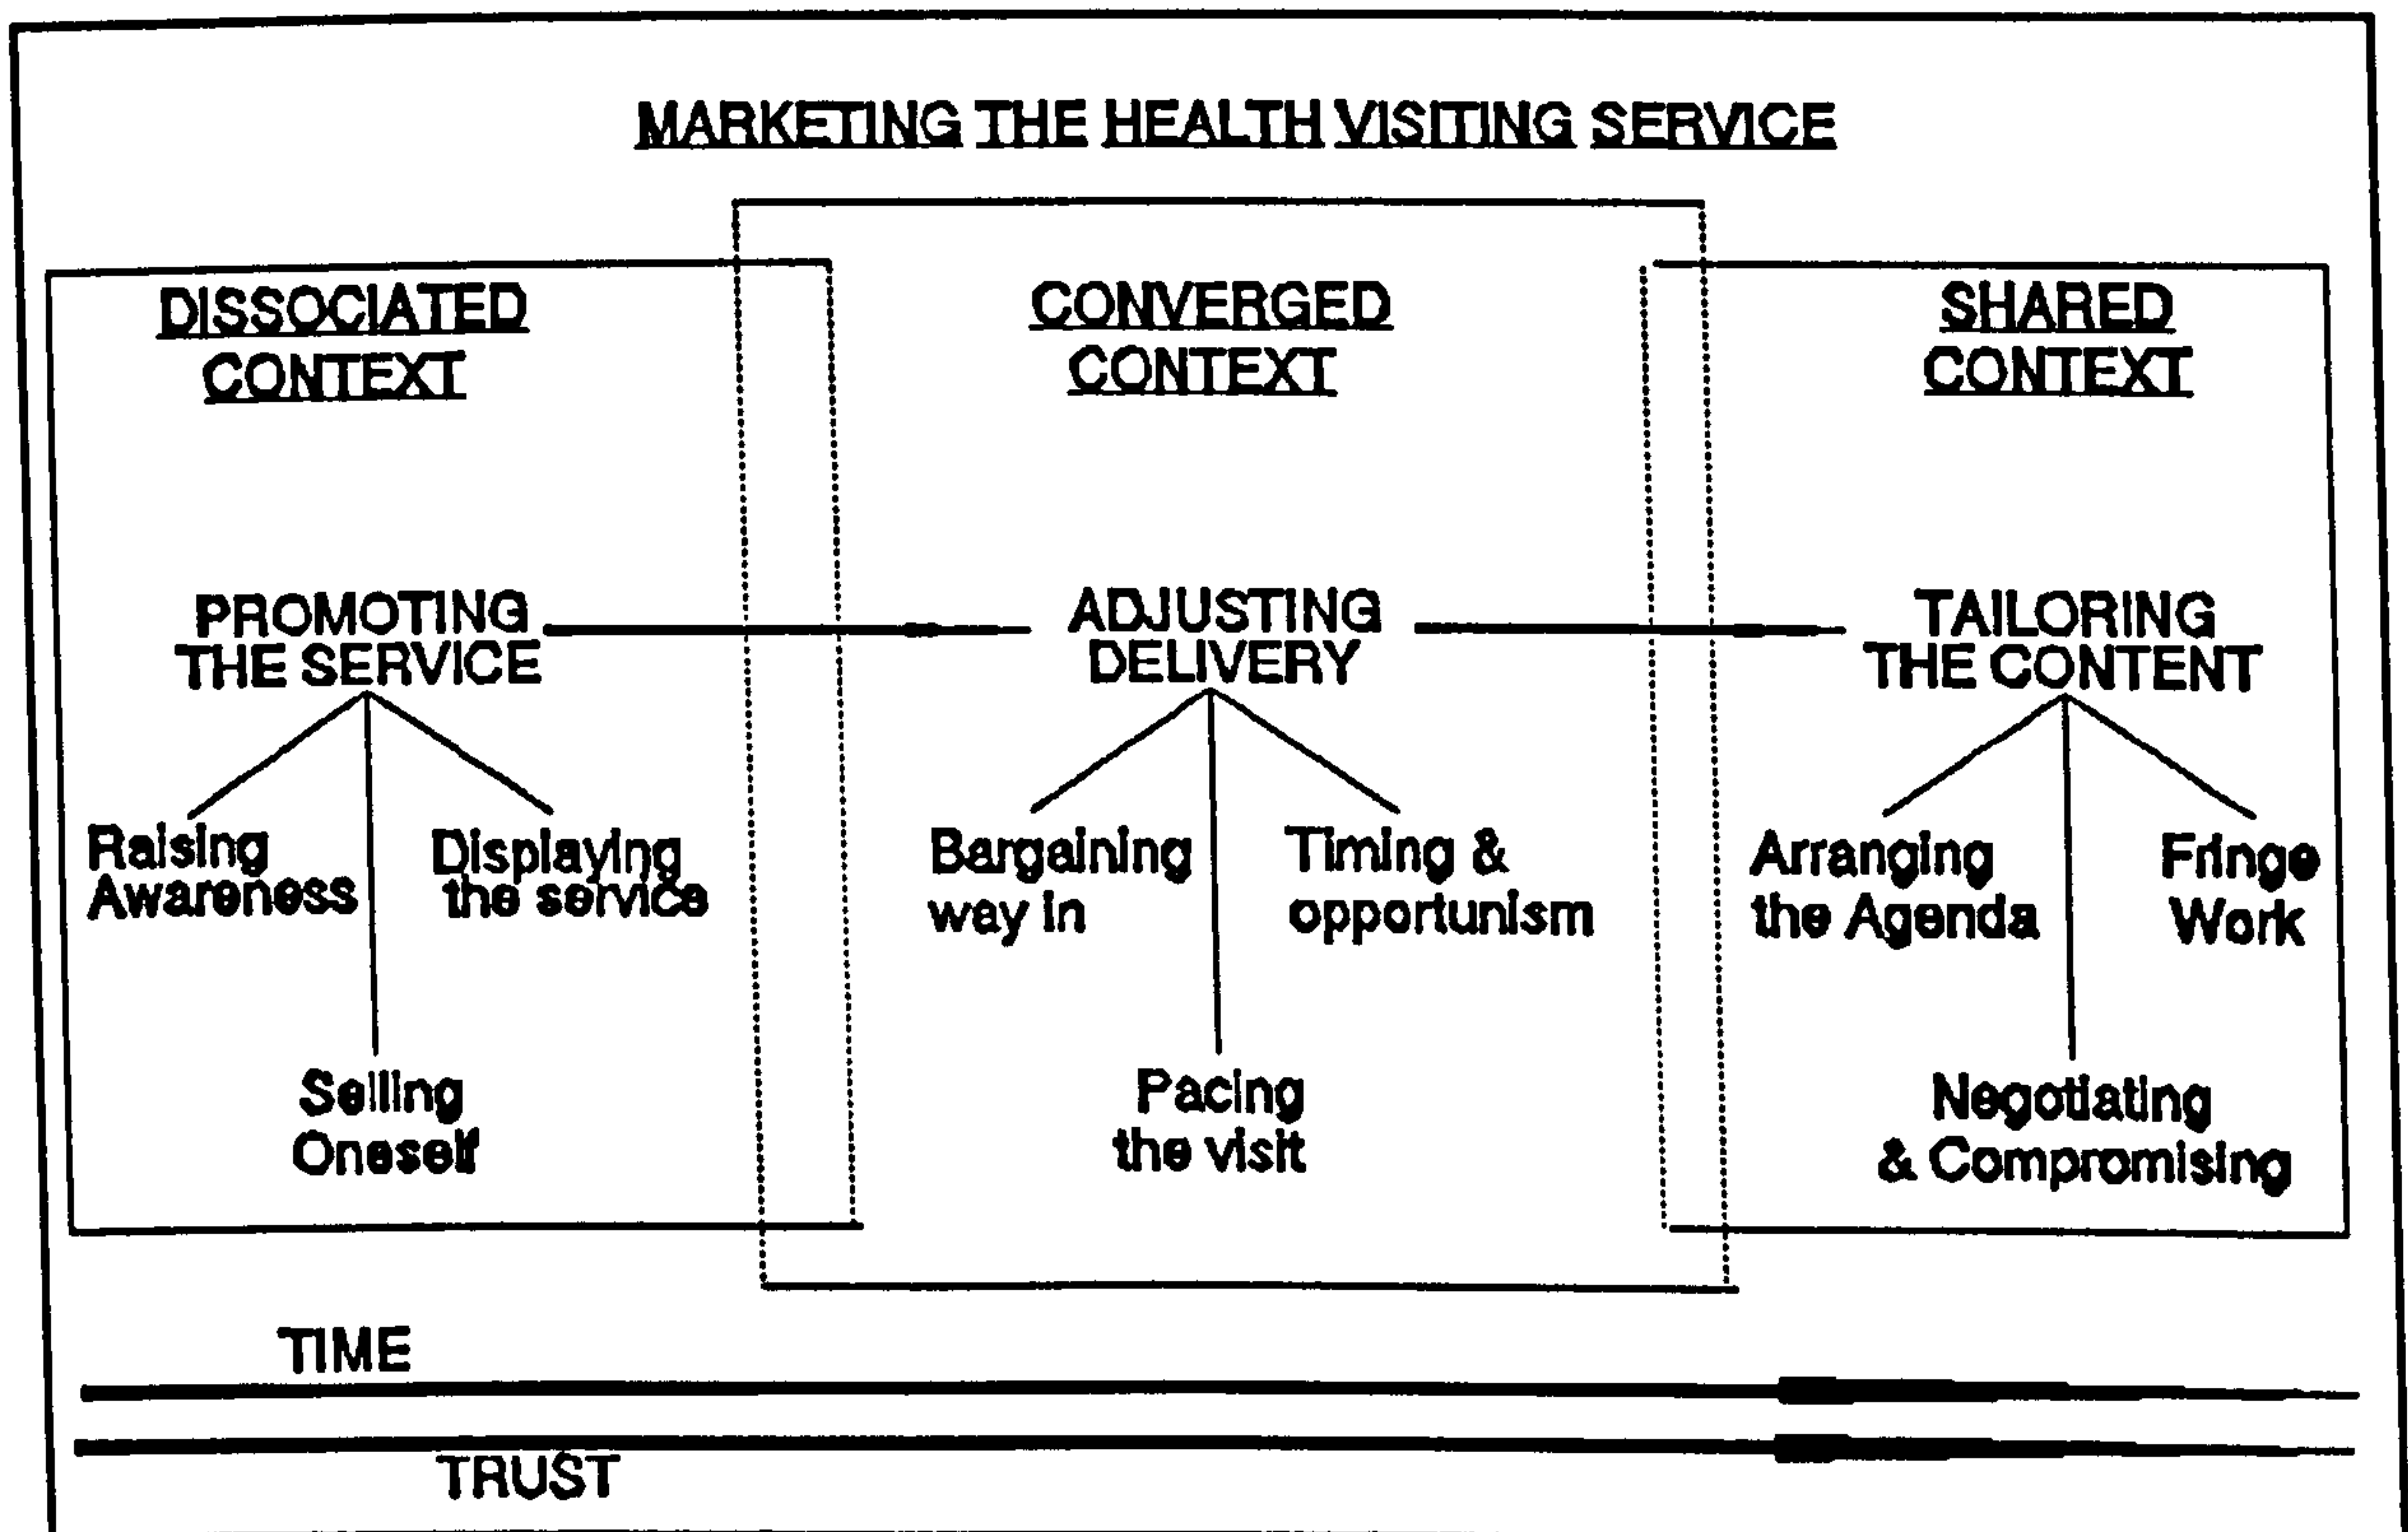 MARKETING THE HEALTH VISITING SERVICE
DISSOCIATED
CONTEXT
CONVERGED
CONTEXT
SHARED
CONTEXT
PROMOTING
THE SERVICE
ADJUSTING
DELIVERY
TAILORING
THE CONTENT
Raising
Awareness
Displaying
the service
Selling
Oneself
Bargaining
way in
Timing &
opportunism
Pacing
the visit
Arranging
the Agenda
Fringe
Work
Negotiating
& Compromising
TIME
TRUST